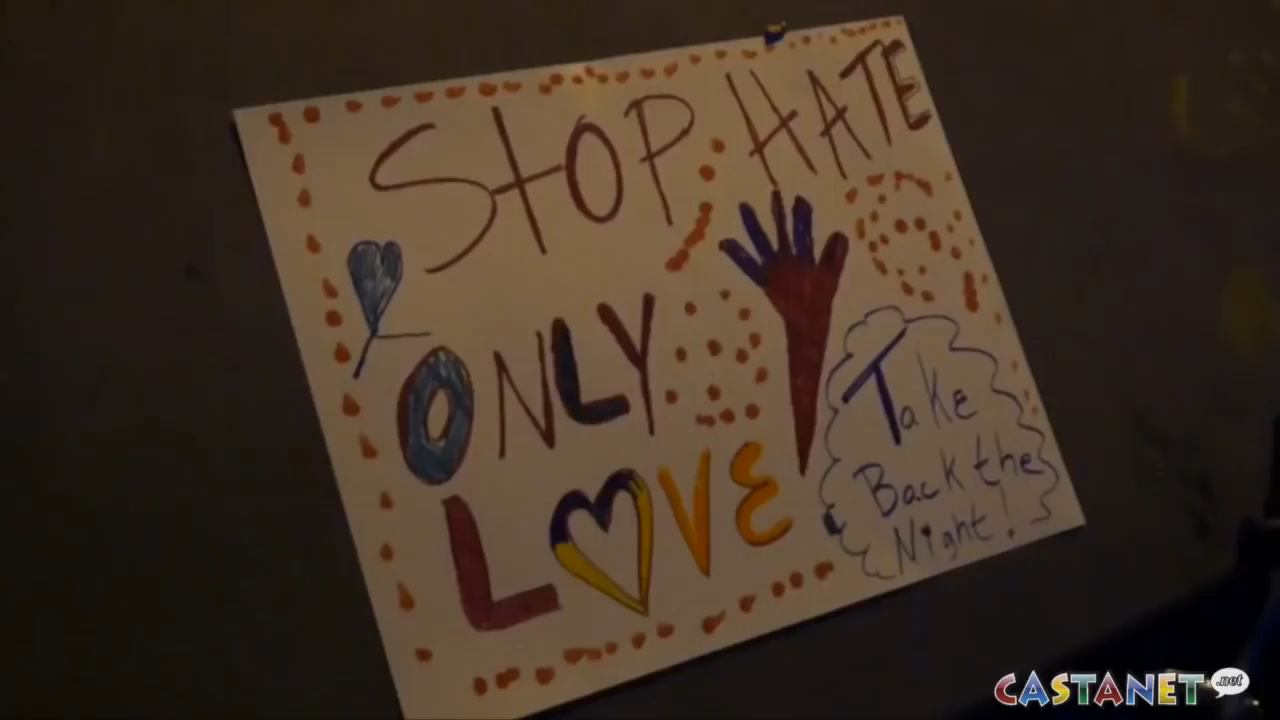 STOP HATE
ONLY
LOVE
Take
Back the
Night!
CASTANET.net